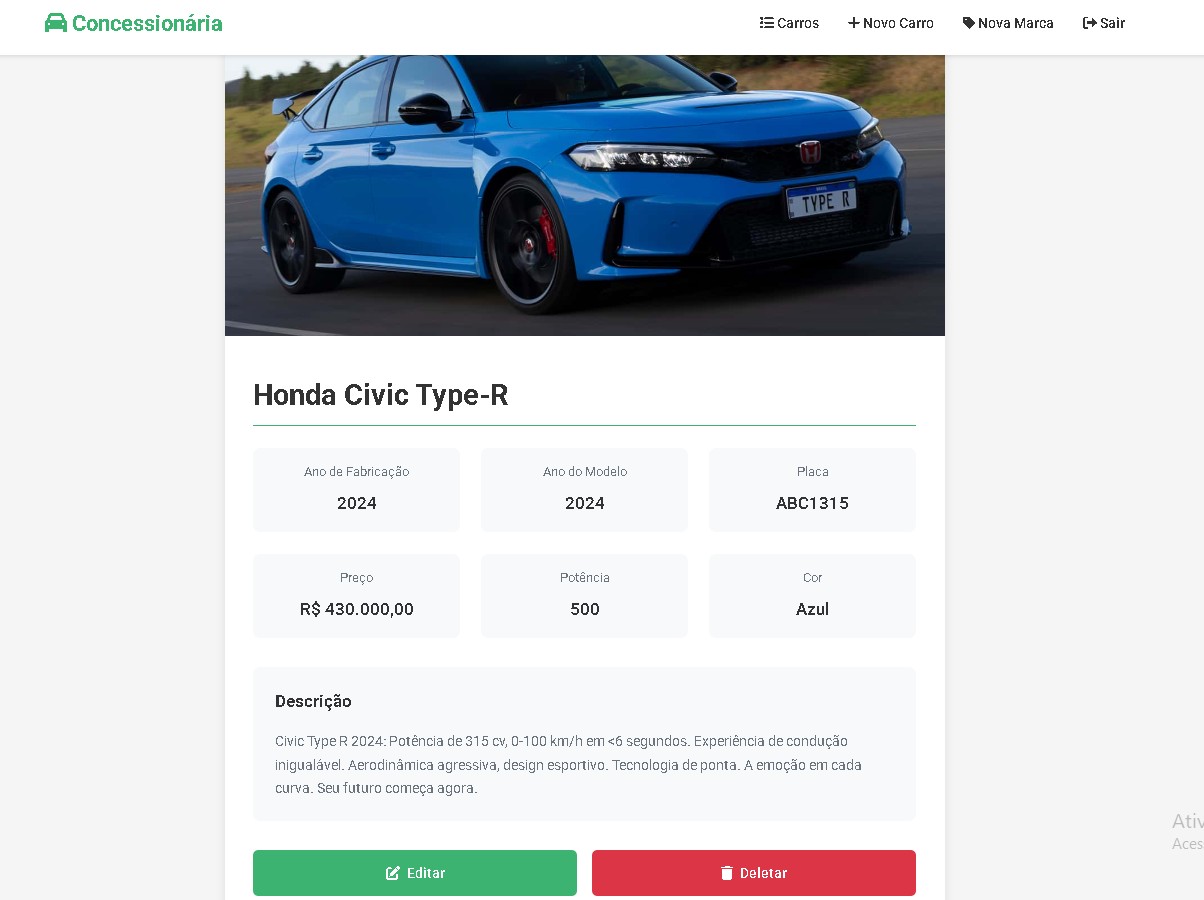 Concessionária
Carros
Novo Carro
Nova Marca
Sair
TYPE R
Honda Civic Type-R
Ano de Fabricação
2024
Ano do Modelo
2024
Placa
ABC1315
Preço
R$ 430.000,00
Potência
500
Cor
Azul
Descrição
Civic Type R 2024: Potência de 315 cv, 0-100 km/h em <6 segundos. Experiência de condução
inigualável. Aerodinâmica agressiva, design esportivo. Tecnologia de ponta. A emoção em cada
curva. Seu futuro começa agora.
Ativ
Aces
Editar
Deletar